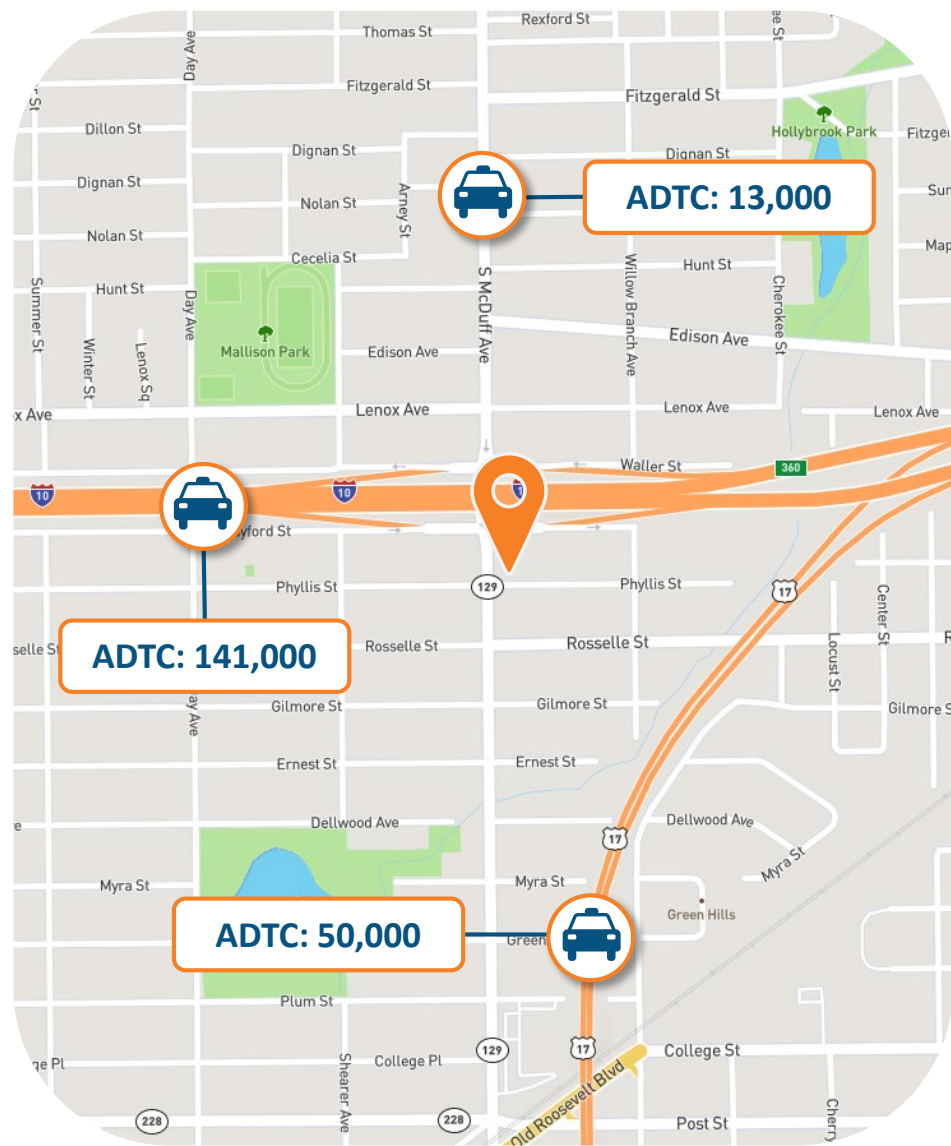 Rexford St
Thomas St
Day Ave
Fitzgerald St
Fitzgerald St
Hollybrook Park
Dillon St
Dignan St
Dignan St
Dignan St
ADTC: 13,000
Arney St
Nolan St
Nolan St
Cecelia St
Hunt St
Hunt St
Summer St
Day Ave
S McDuff Ave
Willow Branch Ave
Cherokee St
Winter St
Lenox Sq
Mallison Park
Edison Ave
Edison Ave
Lenox Ave
Lenox Ave
Lenox Ave
Waller St
360
10
10
Phyllis St
129
Phyllis St
17
Center St
Locust St
ADTC: 141,000
Rosselle St
Rosselle St
Gilmore St
Gilmore St
Gilmore S
Ernest St
Ernest St
Dellwood Ave
Dellwood Ave
17
Myra St
Myra St
Myra St
Green Hills
ADTC: 50,000
Green
Plum St
129
17
College Pl
College St
Shearer Ave
Old Roosevelt Blvd
228
228
Post St
Cherry